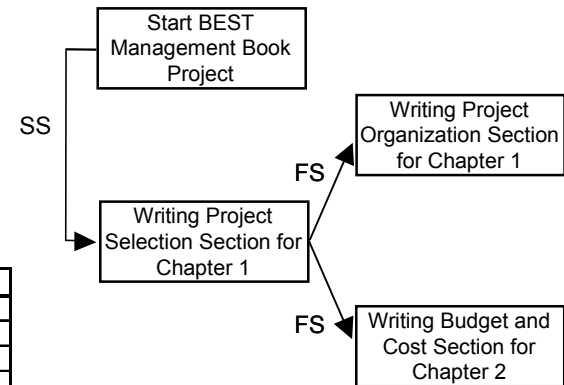 Start BEST
Management Book
Project
SS
Writing Project
Organization Section
for Chapter 1
FS
Writing Project
Selection Section for
Chapter 1
FS
Writing Budget and
Cost Section for
Chapter 2